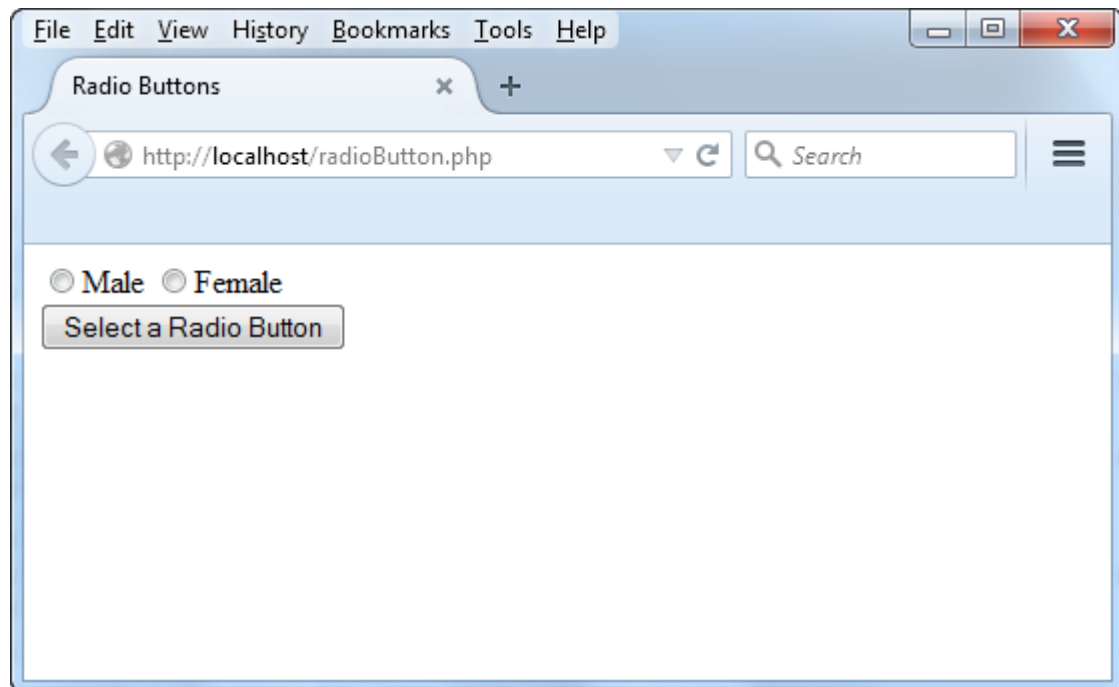 File Edit View History Bookmarks Tools Help
Radio Buttons
http://localhost/radioButton.php Search
Male Female
Select a Radio Button